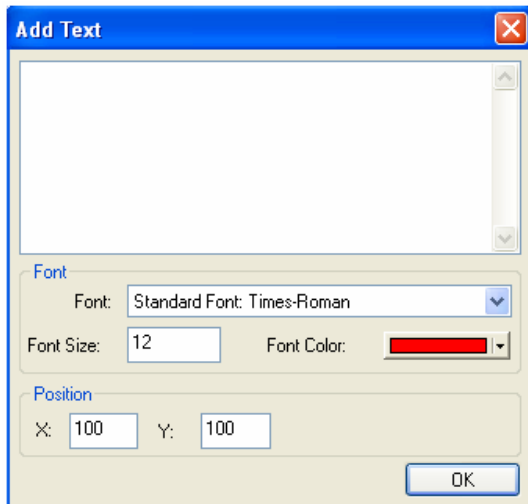 Add Text
Font
Font: Standard Font: Times-Roman
Font Size: 12 Font Color:
Position
X: 100 Y: 100
OK